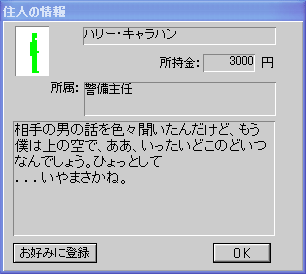 住人の情報
ハリー・キャラハン
所持金: 3000 円
所属: 警備主任
相手の男の話を色々聞いたんだけど、もう
僕は上の空で、ああ、いったいどこのどいつ
なんでしょう。ひょっとして
...いやまさかね。
お好みに登録
OK